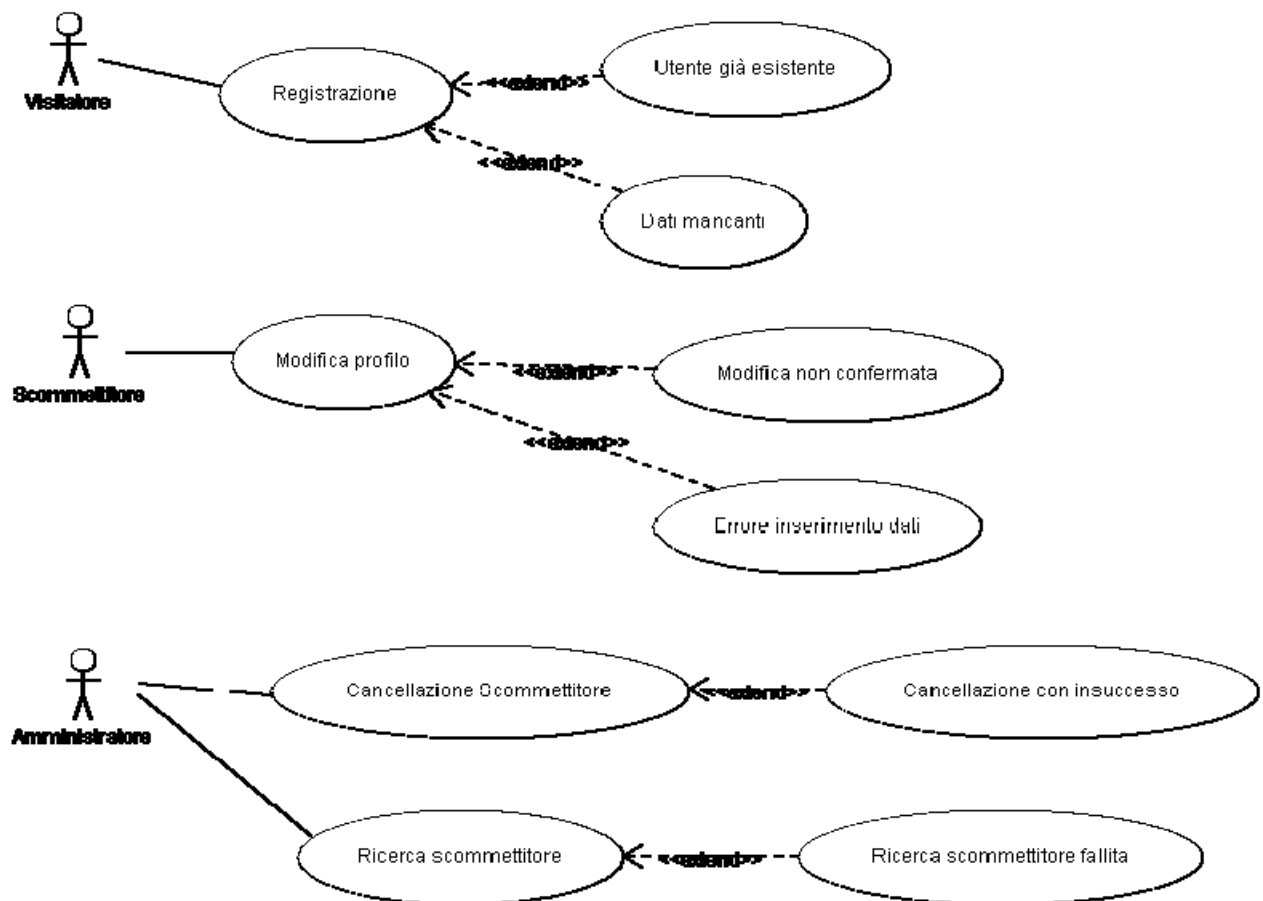 Utente già esistente
<<extend>>
Registrazione
Visitatore
<<extend>>
Dati mancanti
Modifica profilo
<<extend>>
Modifica non confermata
Scommettitore
<<extend>>
Errore inserimento dati
Cancellazione Scommettitore
<<extend>>
Cancellazione con insuccesso
Amministratore
Ricerca scommettitore
<<extend>>
Ricerca scommettitore fallita